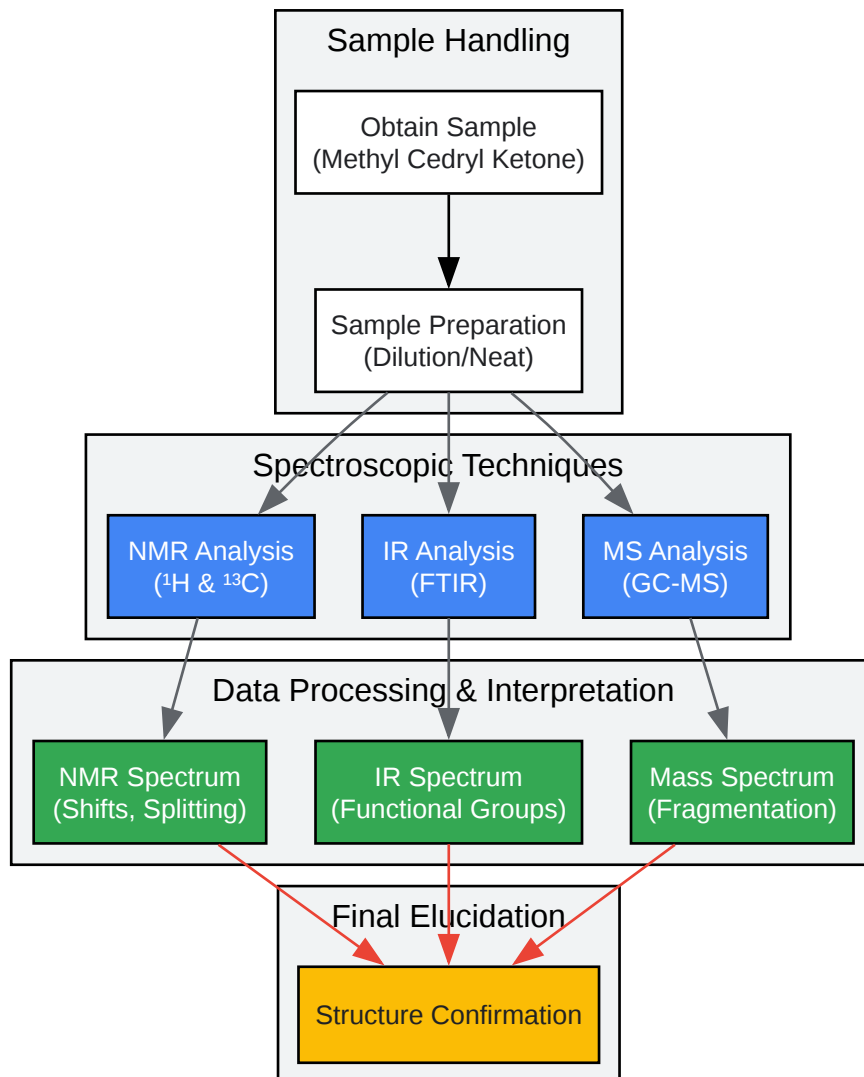 Sample Handling
Obtain Sample
(Methyl Cedryl Ketone)
Sample Preparation
(Dilution/Neat)
Spectroscopic Techniques
NMR Analysis
(¹H & ¹³C)
IR Analysis
(FTIR)
MS Analysis
(GC-MS)
Data Processing & Interpretation
NMR Spectrum
(Shifts, Splitting)
IR Spectrum
(Functional Groups)
Mass Spectrum
(Fragmentation)
Final Elucidation
Structure Confirmation